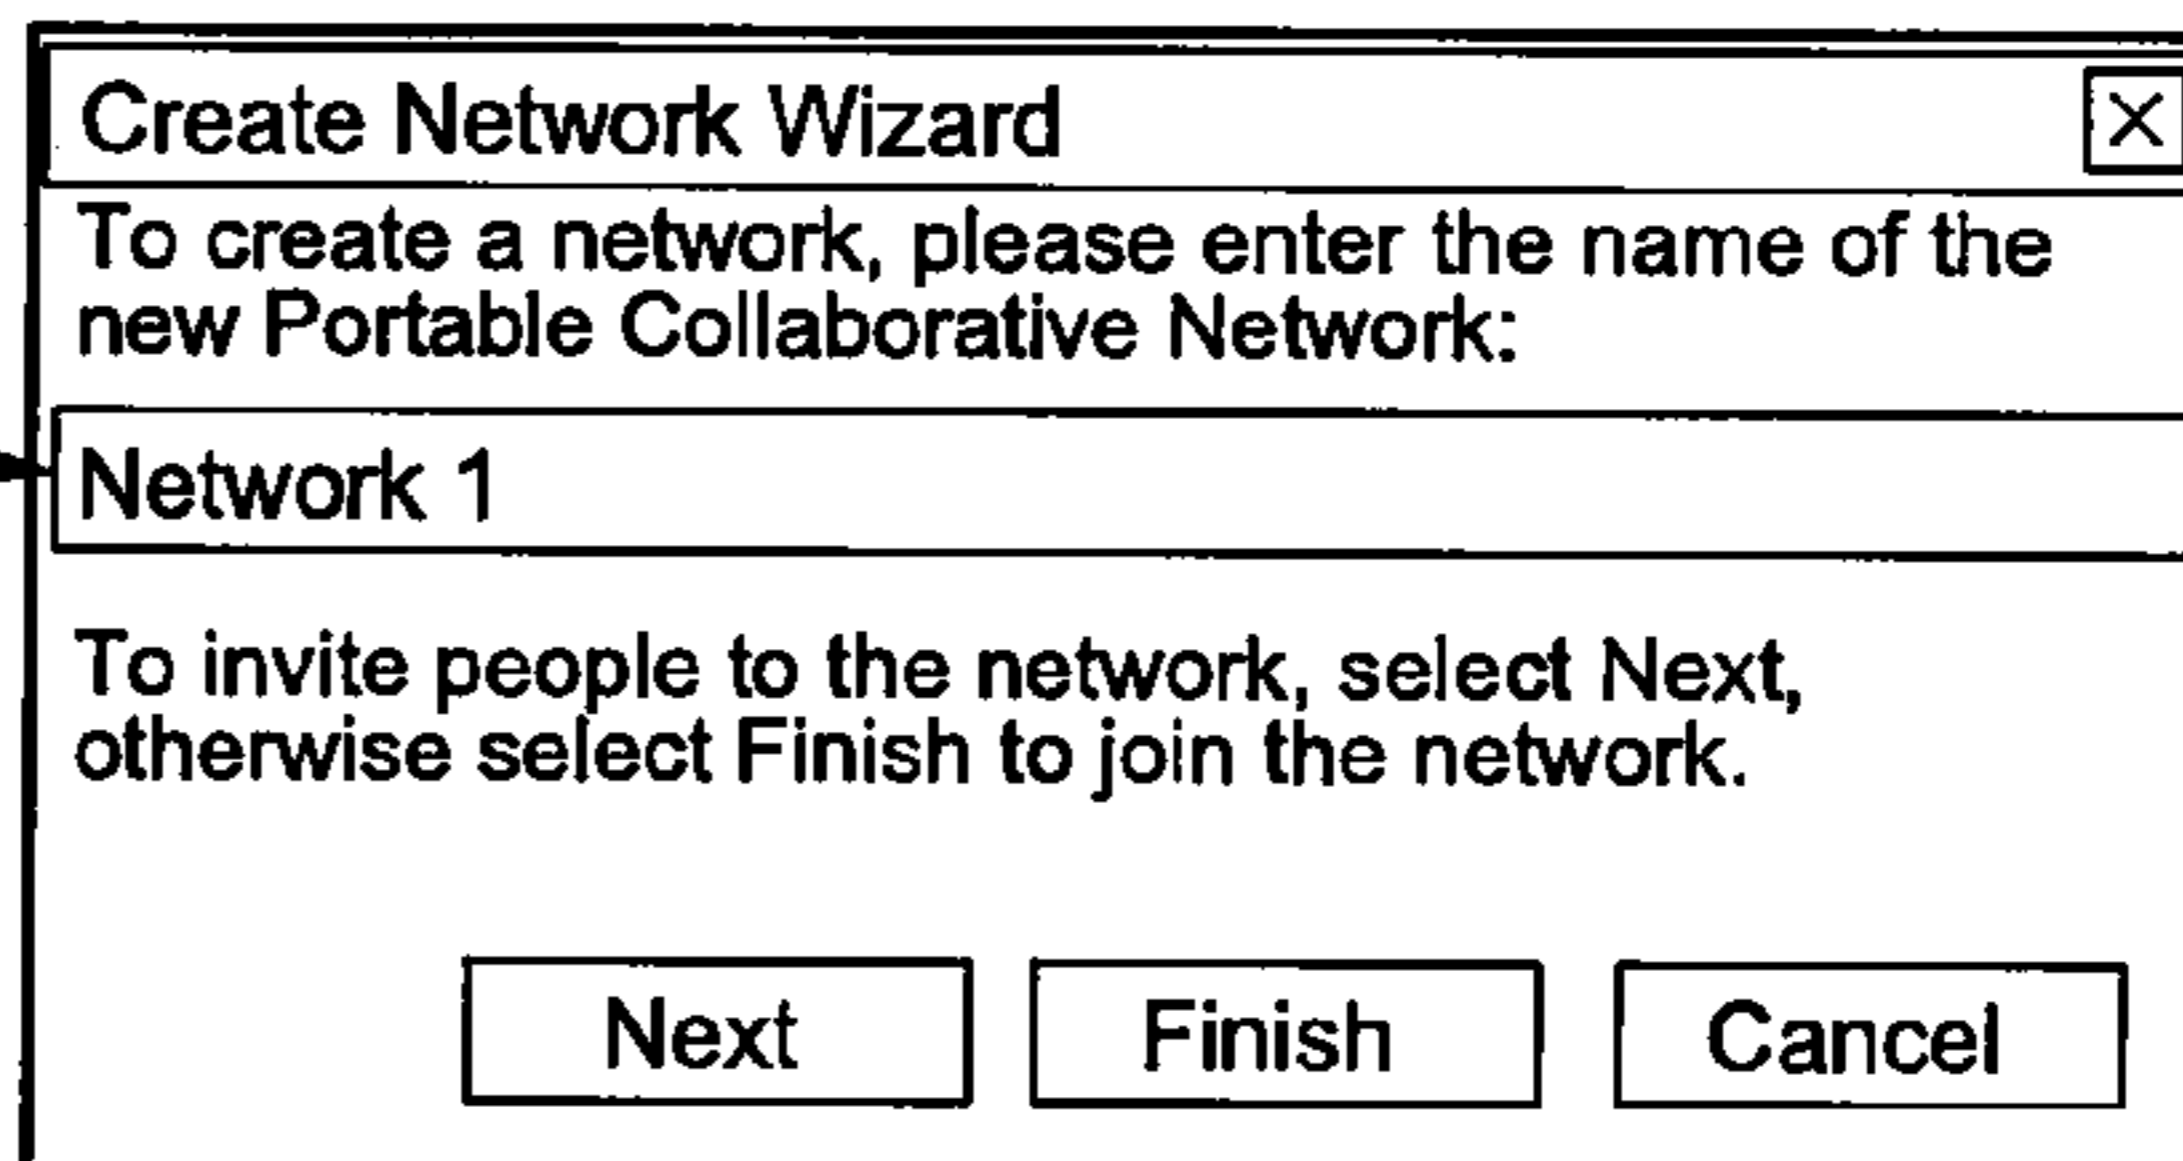 Create Network Wizard
To create a network, please enter the name of the
new Portable Collaborative Network:
Network 1
To invite people to the network, select Next,
otherwise select Finish to join the network.
Next Finish Cancel